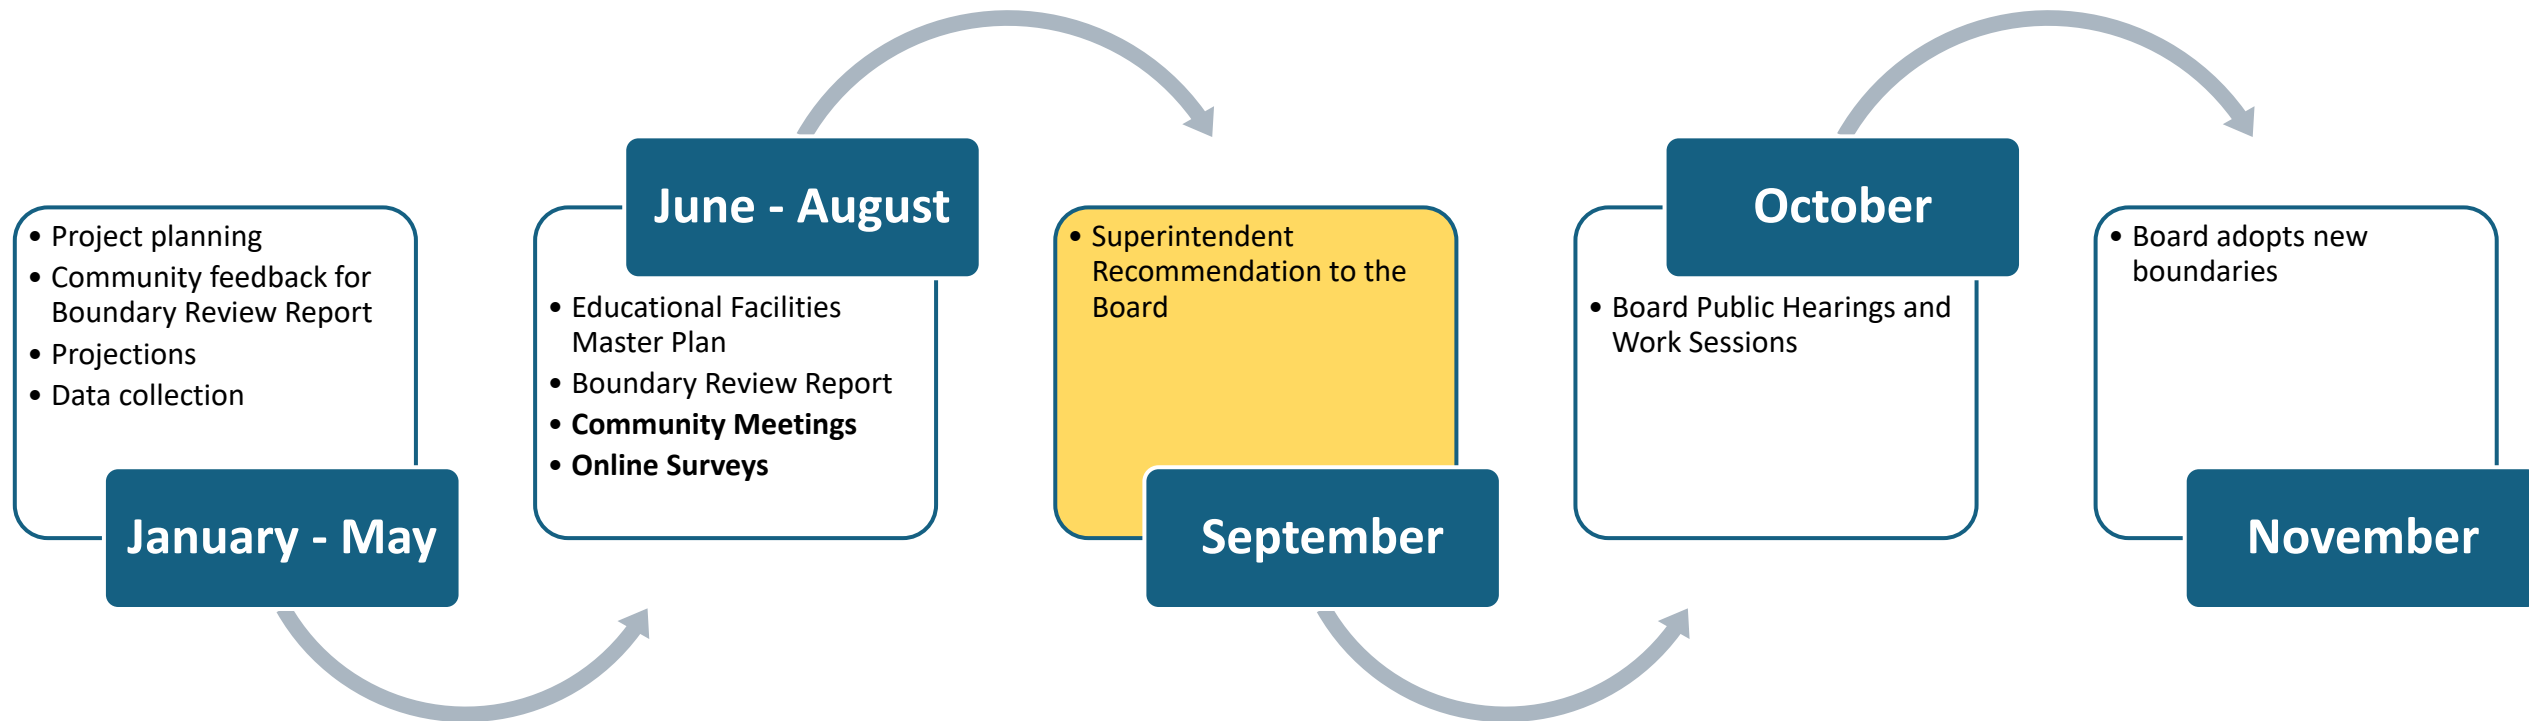 • Project planning
• Community feedback for
Boundary Review Report
• Projections
• Data collection
January - May
June - August
• Educational Facilities
Master Plan
• Boundary Review Report
• Community Meetings
• Online Surveys
• Superintendent
Recommendation to the
Board
September
October
• Board Public Hearings and
Work Sessions
• Board adopts new
boundaries
November